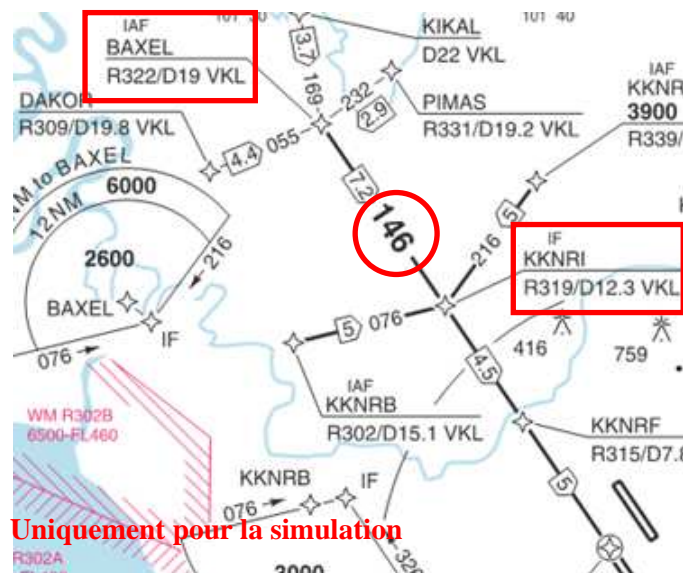 101 40
IAF
BAXEL
R322/D19 VKL
3.7
169
KIKAL
D22 VKL
232
2.9
PIMAS
R331/D19.2 VKL
IAF
KKNR
3900
R339/
DAKOR
R309/D19.8 VKL
4.4
055
NM to BAXEL
6000
12NM
2600
216
BAXEL
IF
076
7.2
146
5
216
IF
KKNRI
R319/D12.3 VKL
5
076
416
759
4.5
IAF
KKNRB
R302/D15.1 VKL
KKNRF
R315/D7.8
WM R302B
6500-FL460
KKNRB
IF
076
5
Uniquement pour la simulation
R302A
3000
326